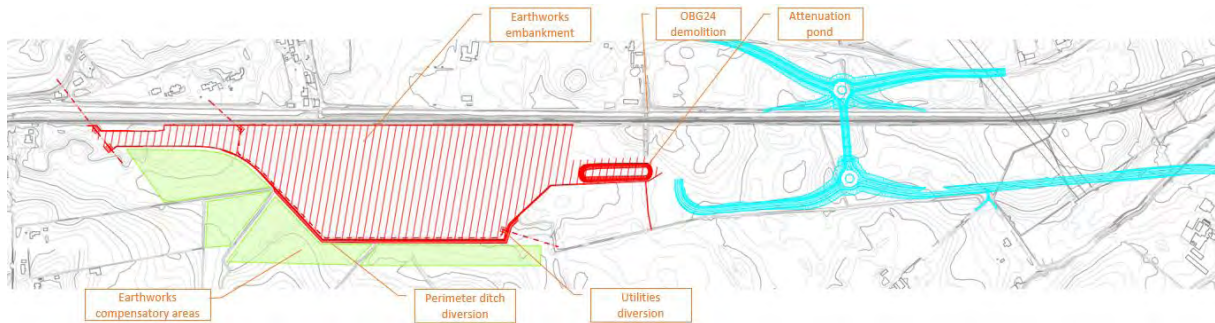 Earthworks
embankment
OBG24
demolition
Attenuation
pond
Earthworks
compensatory areas
Perimeter ditch
diversion
Utilities
diversion